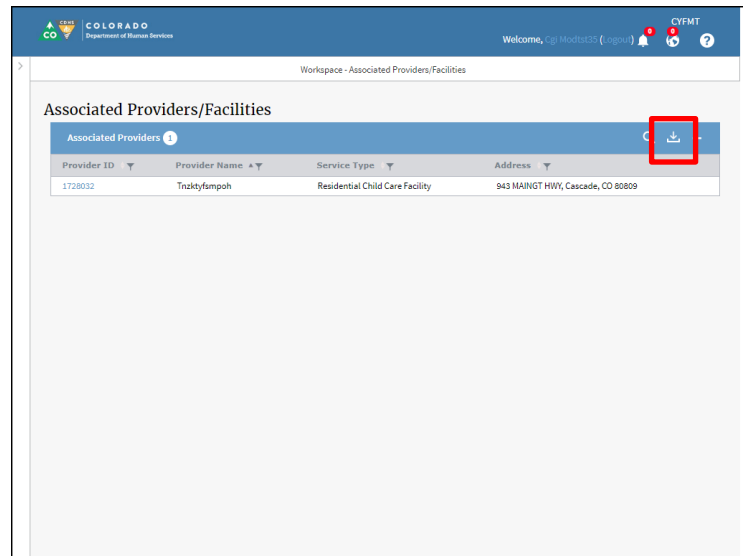 CYFMT
CO CDHS COLORADO
Department of Human Services
Welcome, Cgi Modtst35 (Logout) 0 0 ?
Workspace - Associated Providers/Facilities
Associated Providers/Facilities
Associated Providers 1
Provider ID Provider Name Service Type Address
1728032 Tnzktyfsmpoh Residential Child Care Facility 943 MAINGT HWY, Cascade, CO 80809